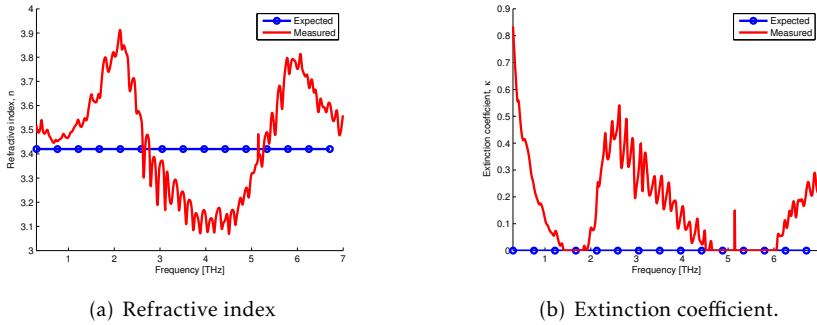 4
3.9
3.8
3.7
3.6
3.5
3.4
3.3
3.2
3.1
3
Refractive index, n
1 2 3 4 5 6 7
Frequency [THz]
Expected
Measured
(a) Refractive index
0.9
0.8
0.7
0.6
0.5
0.4
0.3
0.2
0.1
0
Extinction coefficient, κ
1 2 3 4 5 6
Frequency [THz]
Expected
Measured
(b) Extinction coefficient.